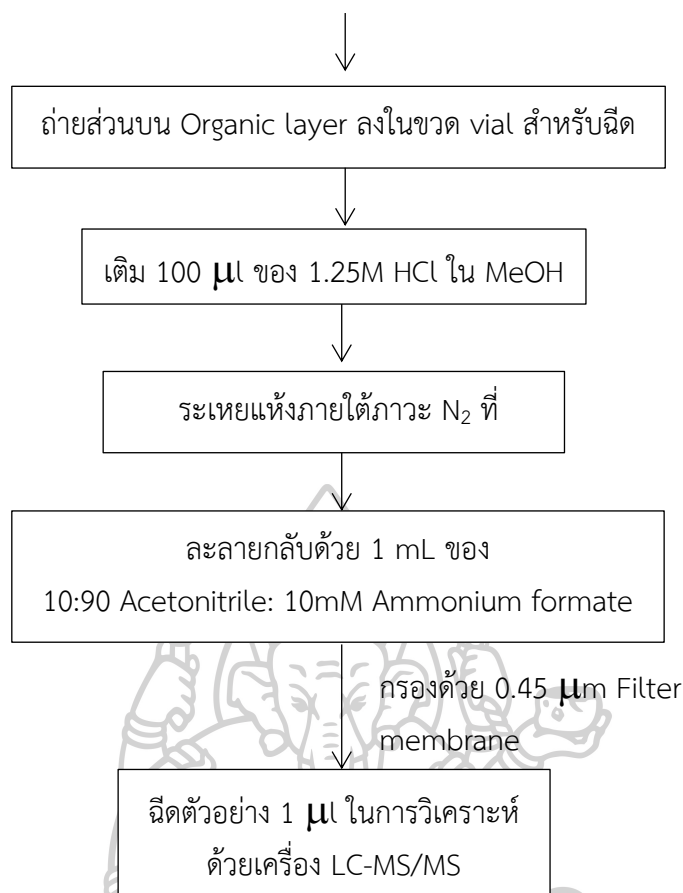 ถ่ายส่วนบน Organic layer ลงในขวด vial สำหรับฉีด
เติม 100 µl ของ 1.25M HCl ใน MeOH
ระเหยแห้งภายใต้ภาวะ N₂ ที่
ละลายกลับด้วย 1 mL ของ
10:90 Acetonitrile: 10mM Ammonium formate
กรองด้วย 0.45 µm Filter
membrane
ฉีดตัวอย่าง 1 µl ในการวิเคราะห์
ด้วยเครื่อง LC-MS/MS